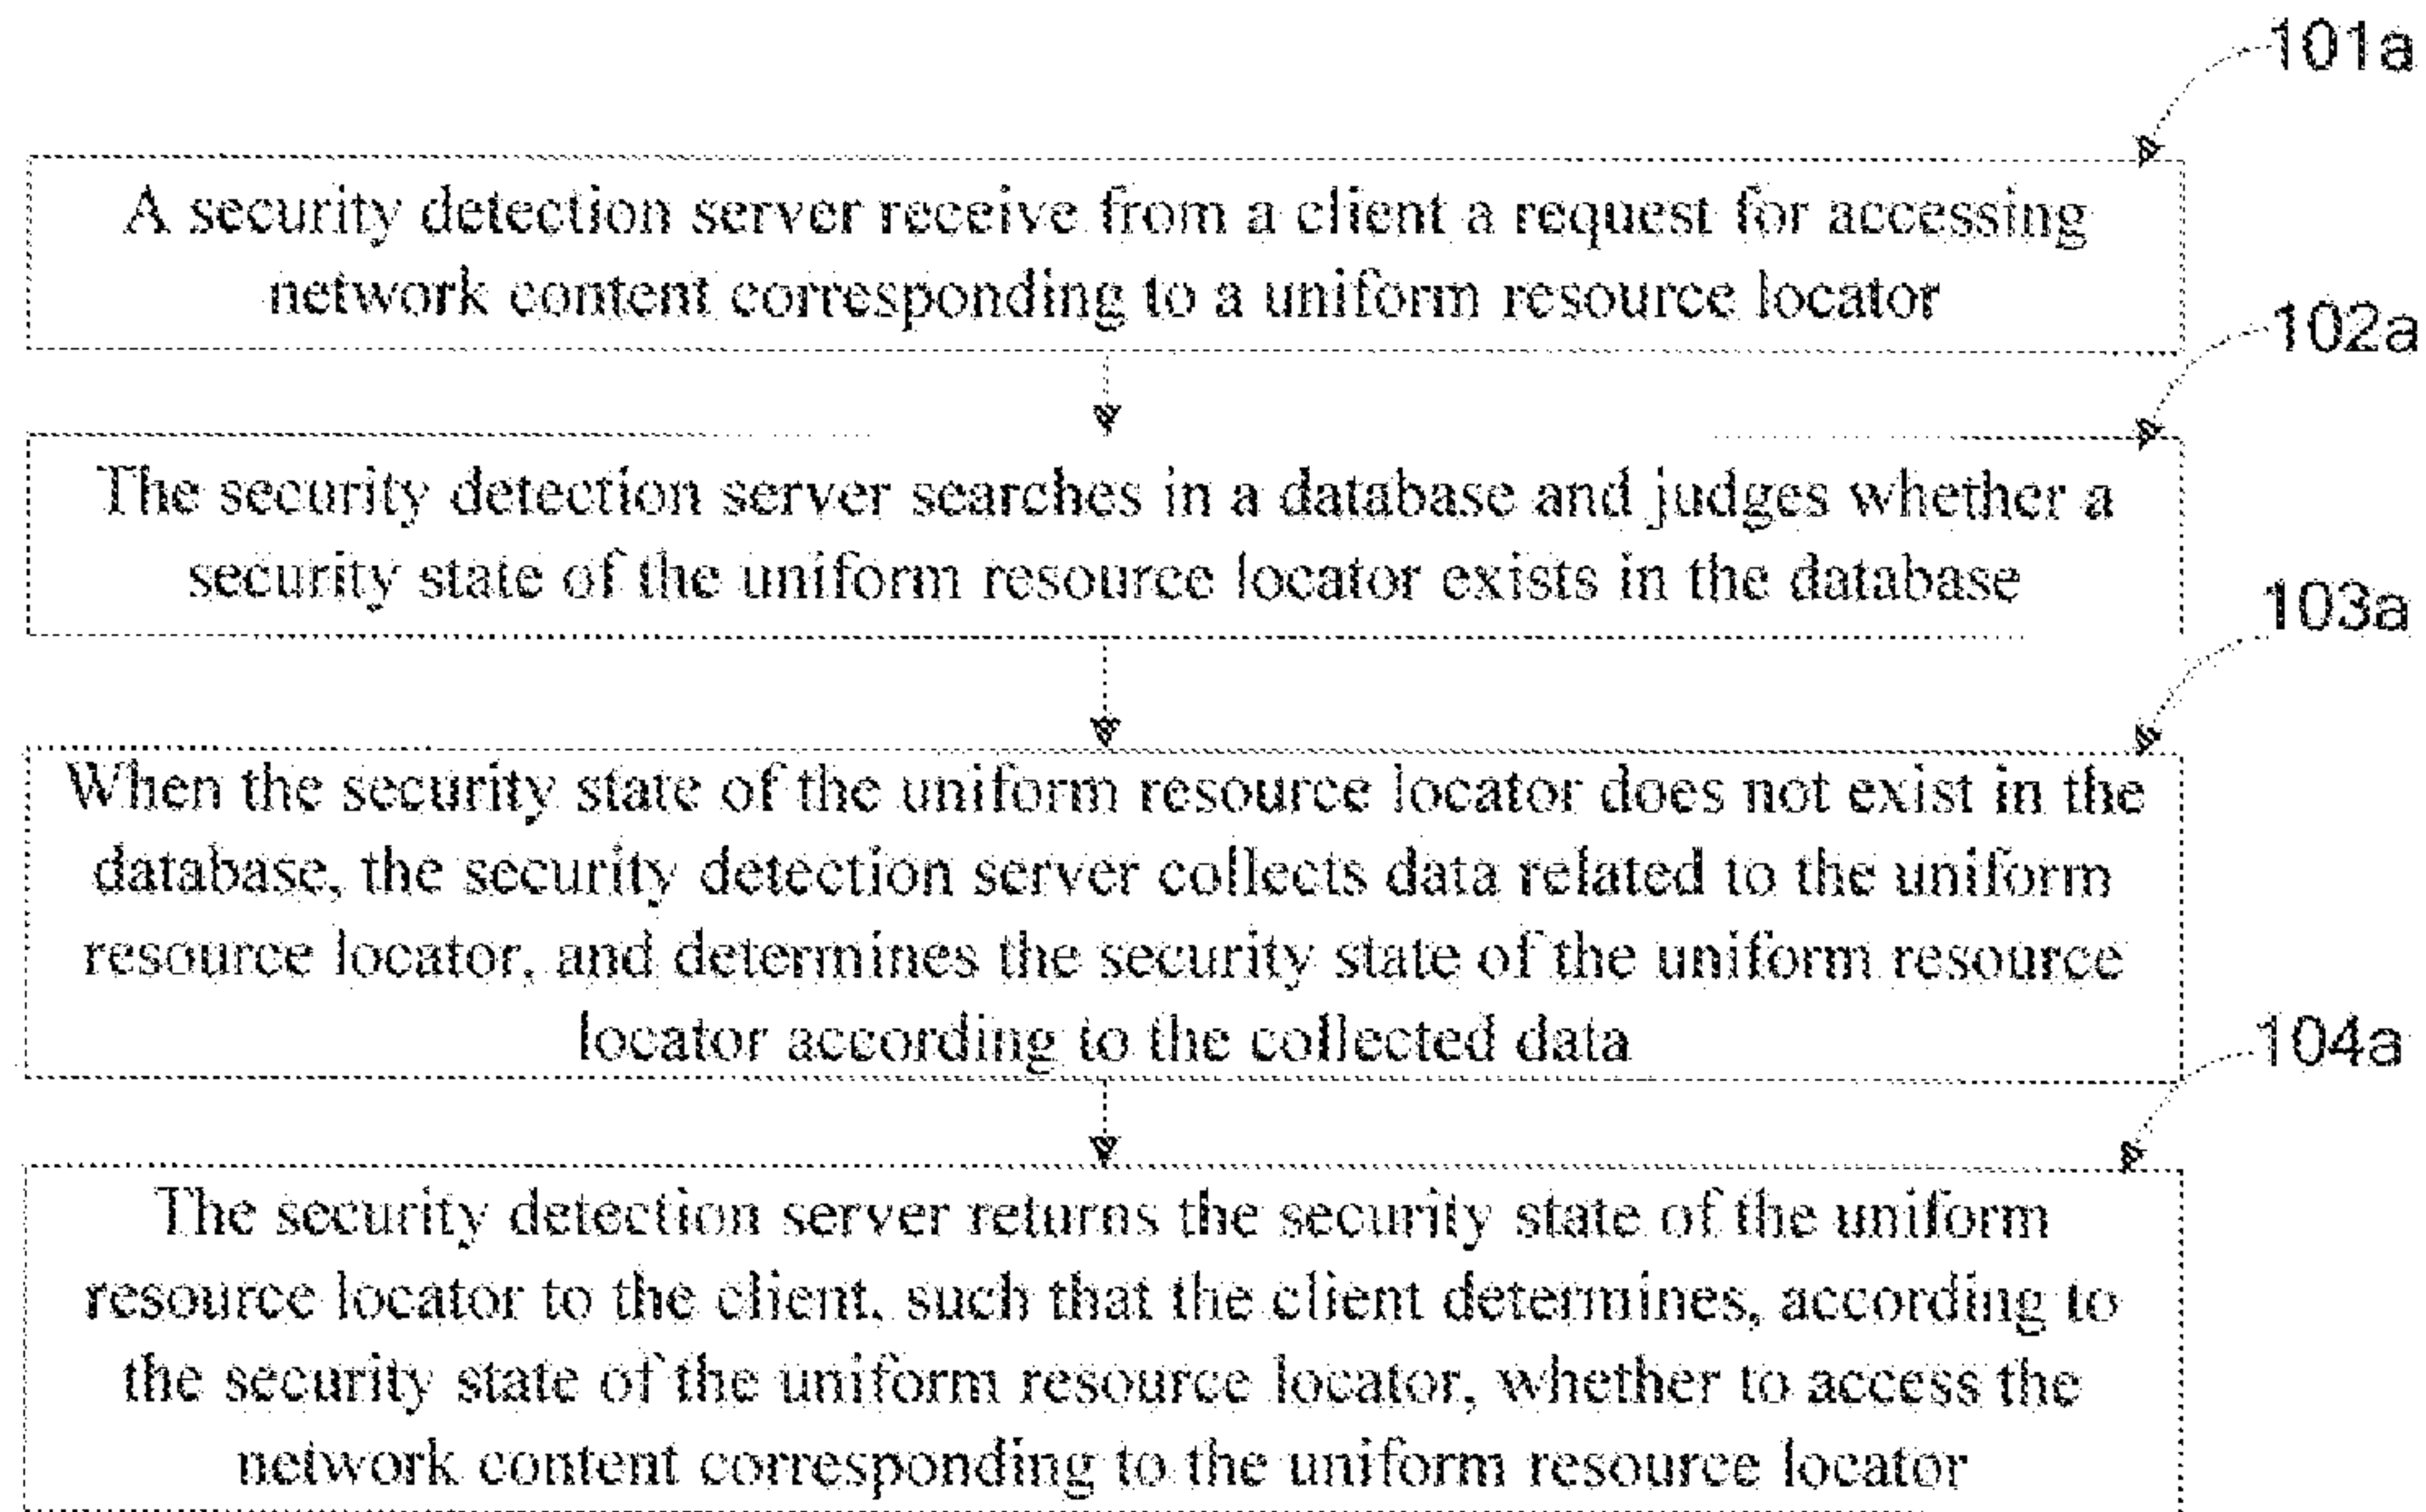 101a
A security detection server receive from a client a request for accessing
network content corresponding to a uniform resource locator
102a
The security detection server searches in a database and judges whether a
security state of the uniform resource locator exists in the database
103a
When the security state of the uniform resource locator does not exist in the
database, the security detection server collects data related to the uniform
resource locator, and determines the security state of the uniform resource
locator according to the collected data
104a
The security detection server returns the security state of the uniform
resource locator to the client, such that the client determines, according to
the security state of the uniform resource locator, whether to access the
network content corresponding to the uniform resource locator